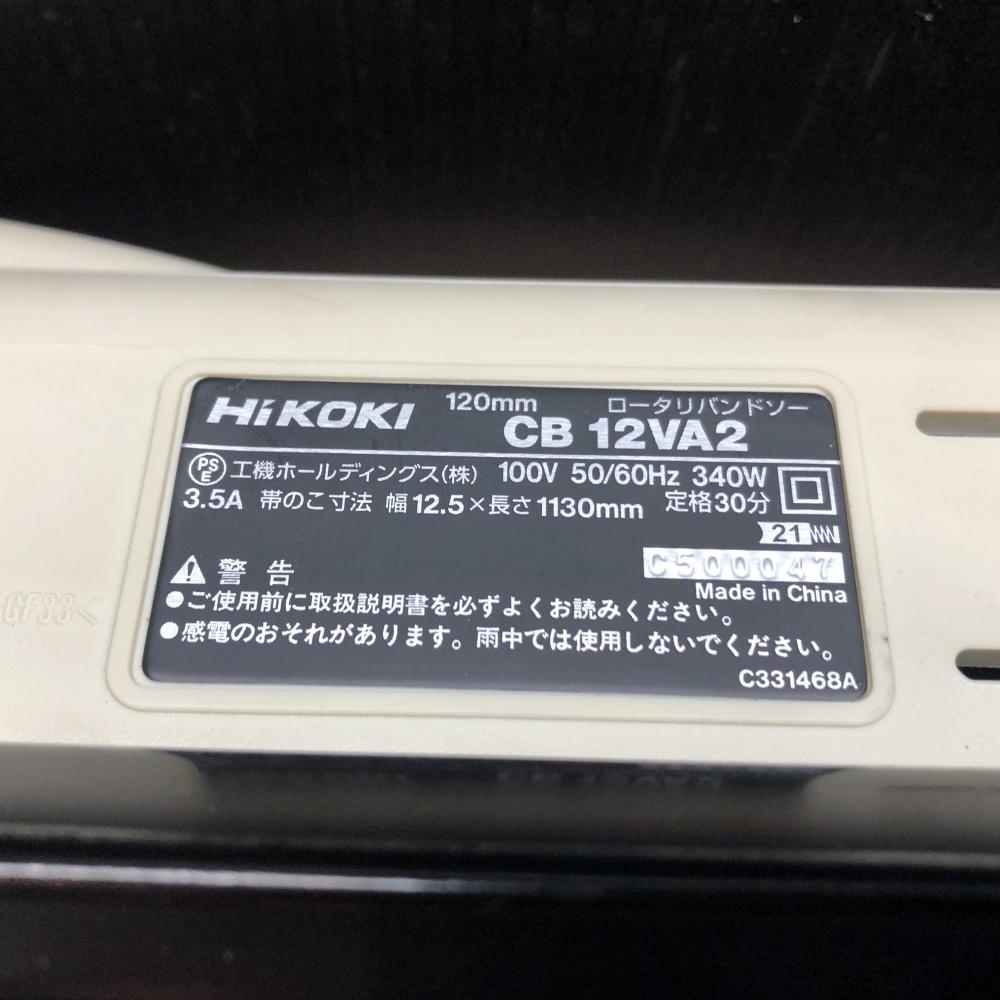 HiKOKI 120mm ロータリバンドソー
CB 12VA2
PSE 工機ホールディングス(株) 100V 50/60Hz 340W
3.5A 帯のこ寸法 幅12.5×長さ1130mm 定格30分
21
C500047
警告
Made in China
●ご使用前に取扱説明書を必ずよくお読みください。
●感電のおそれがあります。雨中では使用しないでください。
C331468A
GF33<